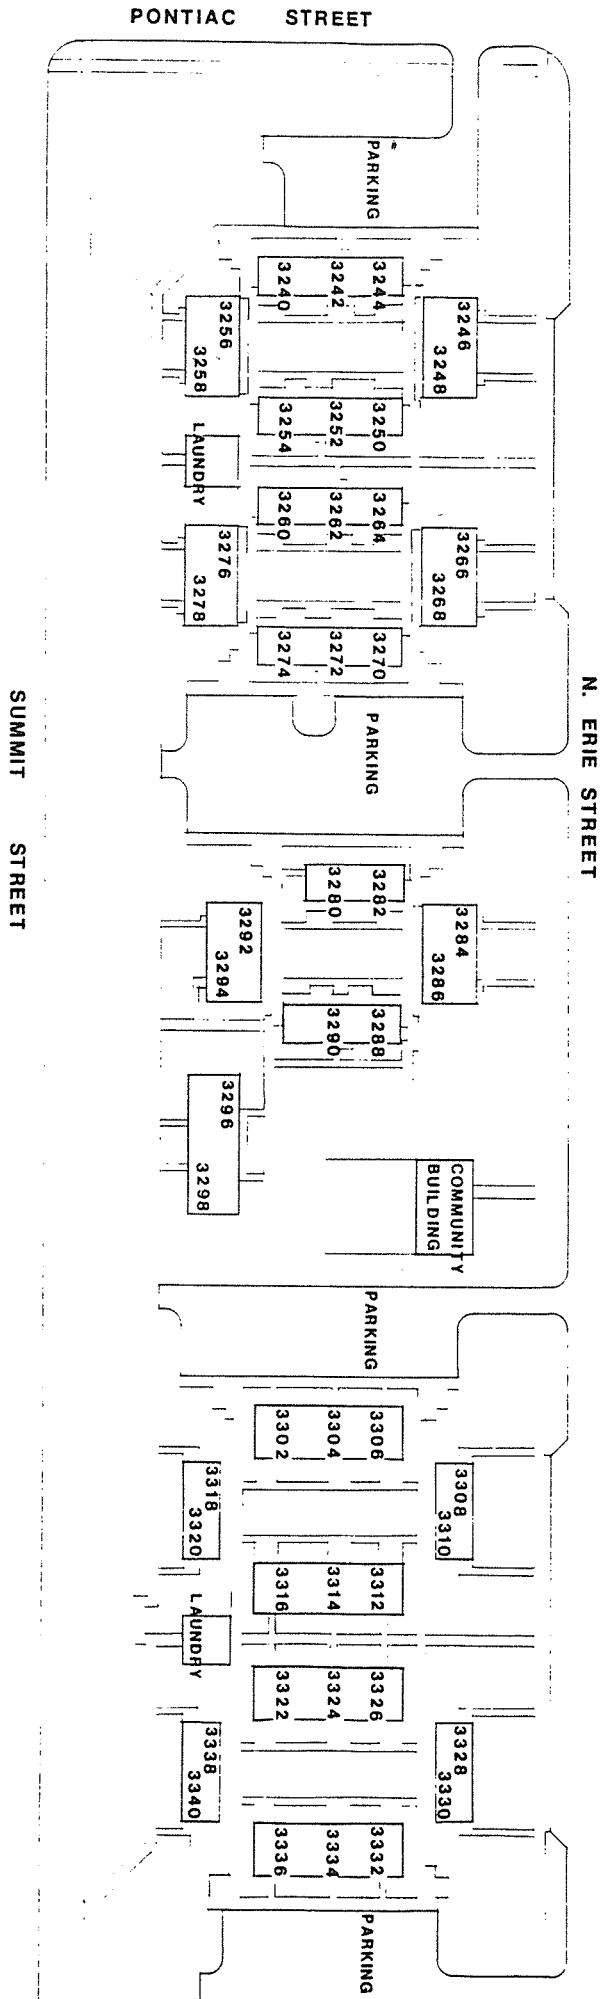 PONTIAC STREET
PARKING
3240 3242 3244
3256
3258
3246
3248
3254 3252 3250
LAUNDRY
3260 3262 3264
3276
3278
3266
3268
3274 3272 3270
SUMMIT STREET
N. ERIE STREET
PARKING
3280 3282
3292
3294
3284
3286
3290 3288
3296
3298
COMMUNITY
BUILDING
PARKING
3302 3304 3306
3318
3320
3308
3310
3316 3314 3312
LAUNDRY
3322 3324 3326
3338
3340
3328
3330
3336 3334 3332
PARKING